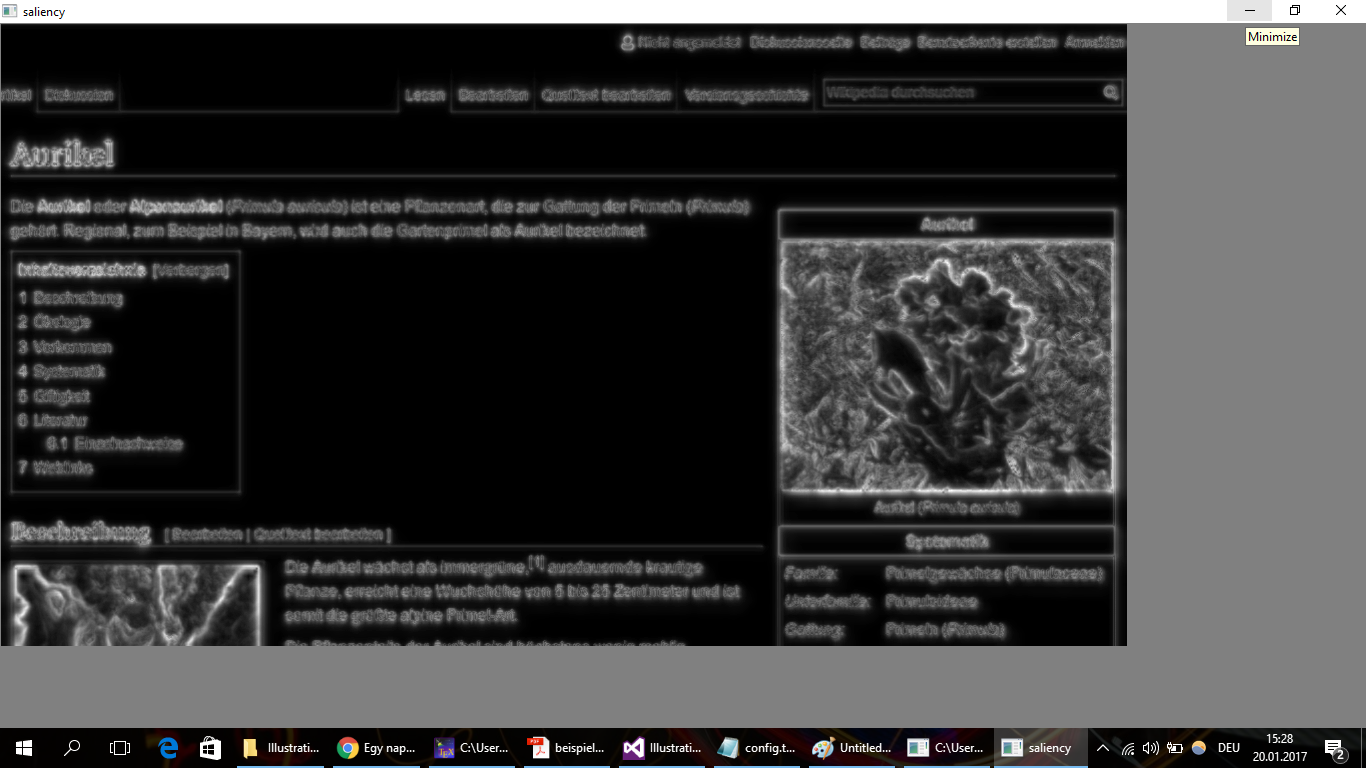 saliency
Minimize
Nicht angemeldet Diskussionsseite Beiträge Benutzerkonto erstellen Anmelden
Diskussion Lesen Bearbeiten Quelltext bearbeiten Versionsgeschichte Wikipedia durchsuchen
Aurikel
Die Aurikel oder Alpenaurikel (Primula auricula) ist eine Pflanzenart, die zur Gattung der Primeln (Primula)
gehört. Regional, zum Beispiel in Bayern, wird auch die Gartenprimel als Aurikel bezeichnet.
Inhaltsverzeichnis [Verbergen]
1 Beschreibung
2 Ökologie
3 Vorkommen
4 Systematik
5 Giftigkeit
6 Literatur
6.1 Einzelnachweise
7 Weblinks
Aurikel
Aurikel (Primula auricula)
Systematik
Familie: Primelgewächse (Primulaceae)
Unterfamilie: Primuloideae
Gattung: Primeln (Primula)
Beschreibung [ Bearbeiten | Quelltext bearbeiten ]
Die Aurikel wächst als immergrüne,[1] ausdauernde krautige
Pflanze, erreicht eine Wuchshöhe von 5 bis 25 Zentimeter und ist
somit die größte alpine Primel-Art.
Die Pflanzenteile der Aurikel sind höchstens wenig mehlig
Illustrati... Egy nap... C:\User... beispiel... Illustrati... config.t... Untitled... C:\User... saliency DEU 15:28
20.01.2017 2